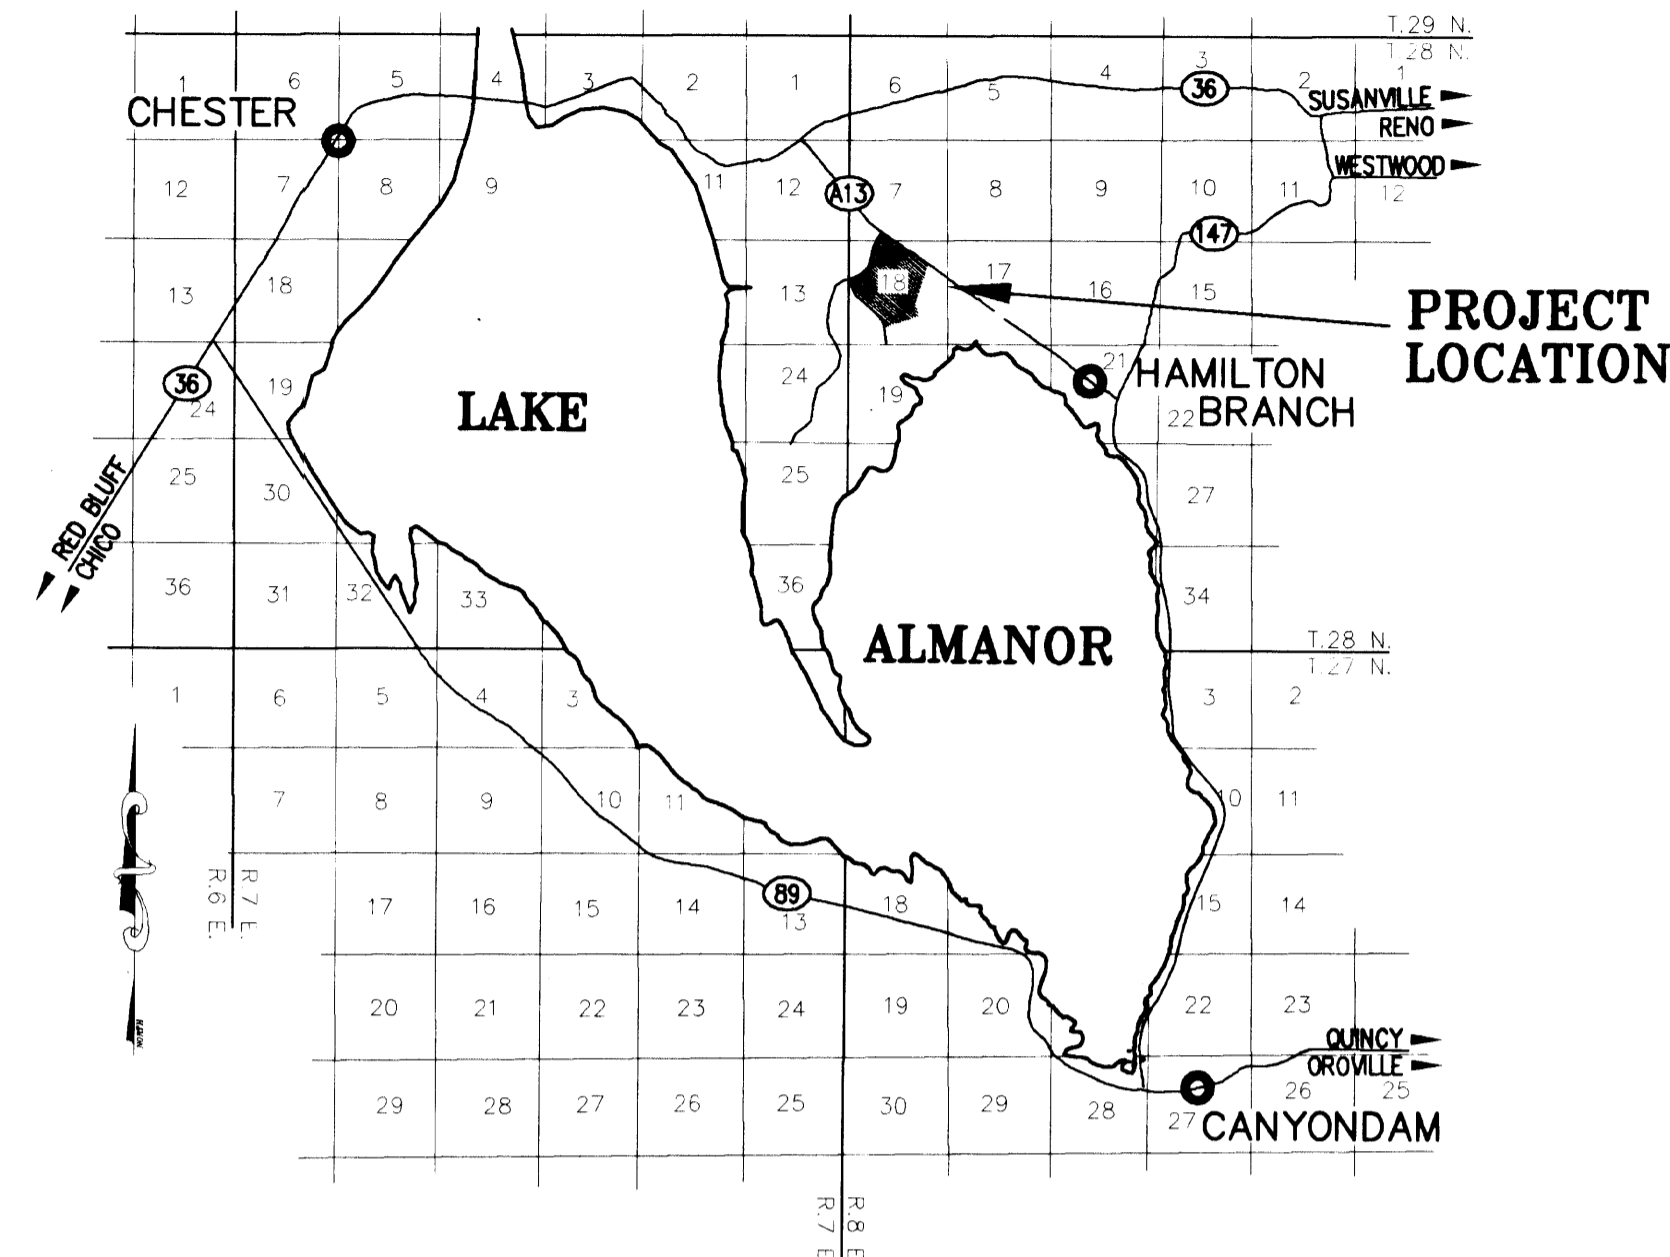 T.29 N.
T.28 N.
1 6 5 4 3 2 1 6 5 4 3 2 1
36
CHESTER
SUSANVILLE
RENO
WESTWOOD
12 7 8 9 11 12 7 8 9 10 11 12
A13
147
13 18 13 18 17 16 15
PROJECT
LOCATION
36
24 19 24 19 21 22
HAMILTON
BRANCH
LAKE
25 30 25 27
RED BLUFF
CHICO
36 31 32 33 36 34
ALMANOR
T.28 N.
T.27 N.
1 6 5 4 3 3 2
7 8 9 10 11 10 11
R.6 E.
R.7 E.
89
17 16 15 14 13 18 15 14
20 21 22 23 24 19 20 22 23
QUINCY
OROVILLE
29 28 27 26 25 30 29 28 27 26 25
CANYONDAM
R.7 E
R.8 E